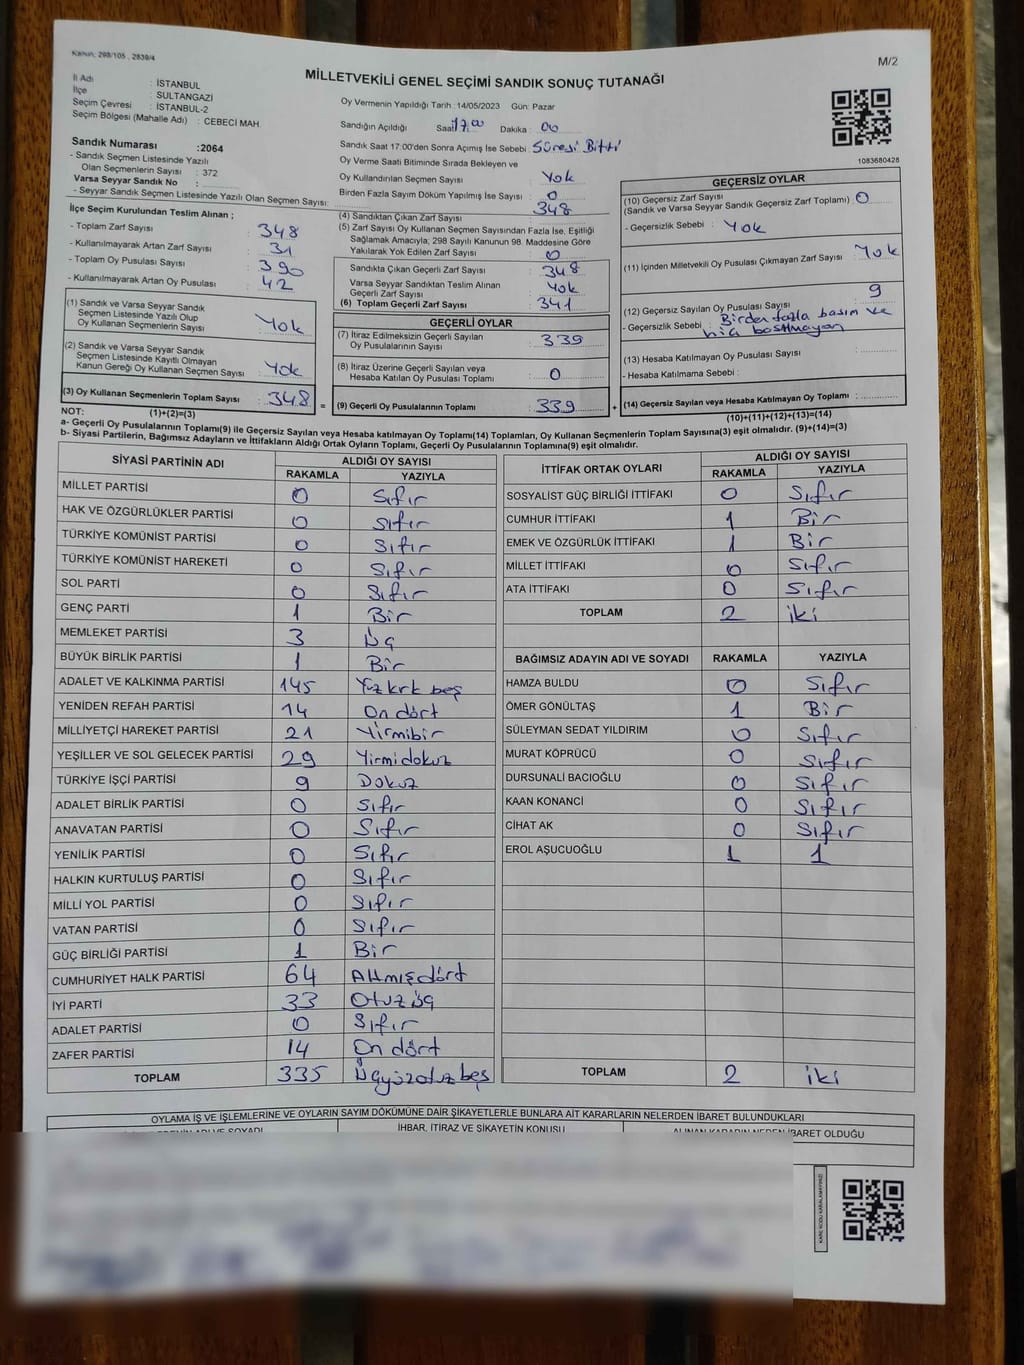 Kanun: 298/105 , 2839/4
M/2
MİLLETVEKİLİ GENEL SEÇİMİ SANDIK SONUÇ TUTANAĞI
İl Adı : İSTANBUL
İlçe : SULTANGAZİ
Seçim Çevresi : İSTANBUL-2
Seçim Bölgesi (Mahalle Adı) : CEBECİ MAH.
Sandık Numarası :2064
- Sandık Seçmen Listesinde Yazılı
Olan Seçmenlerin Sayısı : 372
Varsa Seyyar Sandık No :
- Seyyar Sandık Seçmen Listesinde Yazılı Olan Seçmen Sayısı:
Oy Vermenin Yapıldığı Tarih :14/05/2023 Gün: Pazar
Sandığın Açıldığı Saat 17.00 Dakika : 00
Sandık Saat 17:00'den Sonra Açımış İse Sebebi : Süresi Bitti
Oy Verme Saati Bitiminde Sırada Bekleyen ve
Oy Kullandırılan Seçmen Sayısı Yok
Birden Fazla Sayım Döküm Yapılmış İse Sayısı : 0
1083680428
İlçe Seçim Kurulundan Teslim Alınan ;
- Toplam Zarf Sayısı : 348
- Kullanılmayarak Artan Zarf Sayısı : 31
- Toplam Oy Pusulası Sayısı : 390
- Kullanılmayarak Artan Oy Pusulası : 42
(1) Sandık ve Varsa Seyyar Sandık
Seçmen Listesinde Yazılı Olup
Oy Kullanan Seçmenlerin Sayısı : Yok
(2) Sandık ve Varsa Seyyar Sandık
Seçmen Listesinde Kayıtlı Olmayan
Kanun Gereği Oy Kullanan Seçmen Sayısı : Yok
(3) Oy Kullanan Seçmenlerin Toplam Sayısı : 348 =
(4) Sandıktan Çıkan Zarf Sayısı 348
(5) Zarf Sayısı Oy Kullanan Seçmen Sayısından Fazla İse, Eşitliği
Sağlamak Amacıyla; 298 Sayılı Kanunun 98. Maddesine Göre
Yakılarak Yok Edilen Zarf Sayısı : 0
Sandıkta Çıkan Geçerli Zarf Sayısı : 348
Varsa Seyyar Sandıktan Teslim Alınan
Geçerli Zarf Sayısı : Yok
(6) Toplam Geçerli Zarf Sayısı : 341
GEÇERLİ OYLAR
(7) İtiraz Edilmeksizin Geçerli Sayılan
Oy Pusulalarının Sayısı : 339
(8) İtiraz Üzerine Geçerli Sayılan veya
Hesaba Katılan Oy Pusulası Toplamı : 0
(9) Geçerli Oy Pusulalarının Toplamı : 339 +
GEÇERSİZ OYLAR
(10) Geçersiz Zarf Sayısı
(Sandık ve Varsa Seyyar Sandık Geçersiz Zarf Toplamı) : 0
- Geçersizlik Sebebi : Yok
(11) İçinden Milletvekili Oy Pusulası Çıkmayan Zarf Sayısı : Yok
(12) Geçersiz Sayılan Oy Pusulası Sayısı : 9
- Geçersizlik Sebebi : Birden fazla basım ve
hiç basılmayan
(13) Hesaba Katılmayan Oy Pusulası Sayısı :
- Hesaba Katılmama Sebebi :
(14) Geçersiz Sayılan veya Hesaba Katılmayan Oy Toplamı :
NOT: (1)+(2)=(3) (10)+(11)+(12)+(13)=(14)
a- Geçerli Oy Pusulalarının Toplamı(9) ile Geçersiz Sayılan veya Hesaba katılmayan Oy Toplamı(14) Toplamları, Oy Kullanan Seçmenlerin Toplam Sayısına(3) eşit olmalıdır. (9)+(14)=(3)
b- Siyasi Partilerin, Bağımsız Adayların ve İttifakların Aldığı Ortak Oyların Toplamı, Geçerli Oy Pusulalarının Toplamına(9) eşit olmalıdır.
SİYASİ PARTİNİN ADI ALDIĞI OY SAYISI
RAKAMLA YAZIYLA
MİLLET PARTİSİ 0 Sıfır
HAK VE ÖZGÜRLÜKLER PARTİSİ 0 Sıfır
TÜRKİYE KOMÜNİST PARTİSİ 0 Sıfır
TÜRKİYE KOMÜNİST HAREKETİ 0 Sıfır
SOL PARTİ 0 Sıfır
GENÇ PARTİ 1 Bir
MEMLEKET PARTİSİ 3 Üç
BÜYÜK BİRLİK PARTİSİ 1 Bir
ADALET VE KALKINMA PARTİSİ 145 Yüzkrk beş
YENİDEN REFAH PARTİSİ 14 On dört
MİLLİYETÇİ HAREKET PARTİSİ 21 Yirmibir
YEŞİLLER VE SOL GELECEK PARTİSİ 29 Yirmidokuz
TÜRKİYE İŞÇİ PARTİSİ 9 Dokuz
ADALET BİRLİK PARTİSİ 0 Sıfır
ANAVATAN PARTİSİ 0 Sıfır
YENİLİK PARTİSİ 0 Sıfır
HALKIN KURTULUŞ PARTİSİ 0 Sıfır
MİLLİ YOL PARTİSİ 0 Sıfır
VATAN PARTİSİ 0 Sıfır
GÜÇ BİRLİĞİ PARTİSİ 1 Bir
CUMHURİYET HALK PARTİSİ 64 Altmışdört
İYİ PARTİ 33 Otuz üç
ADALET PARTİSİ 0 Sıfır
ZAFER PARTİSİ 14 On dört
TOPLAM 335 Üçyüzotuz beş
İTTİFAK ORTAK OYLARI ALDIĞI OY SAYISI
RAKAMLA YAZIYLA
SOSYALİST GÜÇ BİRLİĞİ İTTİFAKI 0 Sıfır
CUMHUR İTTİFAKI 1 Bir
EMEK VE ÖZGÜRLÜK İTTİFAKI 1 Bir
MİLLET İTTİFAKI 0 Sıfır
ATA İTTİFAKI 0 Sıfır
TOPLAM 2 iki
BAĞIMSIZ ADAYIN ADI VE SOYADI RAKAMLA YAZIYLA
HAMZA BULDU 0 Sıfır
ÖMER GÖNÜLTAŞ 1 Bir
SÜLEYMAN SEDAT YILDIRIM 0 Sıfır
MURAT KÖPRÜCÜ 0 Sıfır
DURSUNALİ BACIOĞLU 0 Sıfır
KAAN KONANCİ 0 Sıfır
CİHAT AK 0 Sıfır
EROL AŞUCUOĞLU 1 1
TOPLAM 2 iki
OYLAMA İŞ VE İŞLEMLERİNE VE OYLARIN SAYIM DÖKÜMÜNE DAİR ŞİKAYETLERLE BUNLARA AİT KARARLARIN NELERDEN İBARET BULUNDUKLARI
ADI VE SOYADI İHBAR, İTİRAZ VE ŞİKAYETİN KONUSU ALINAN KARARIN NEDEN İBARET OLDUĞU